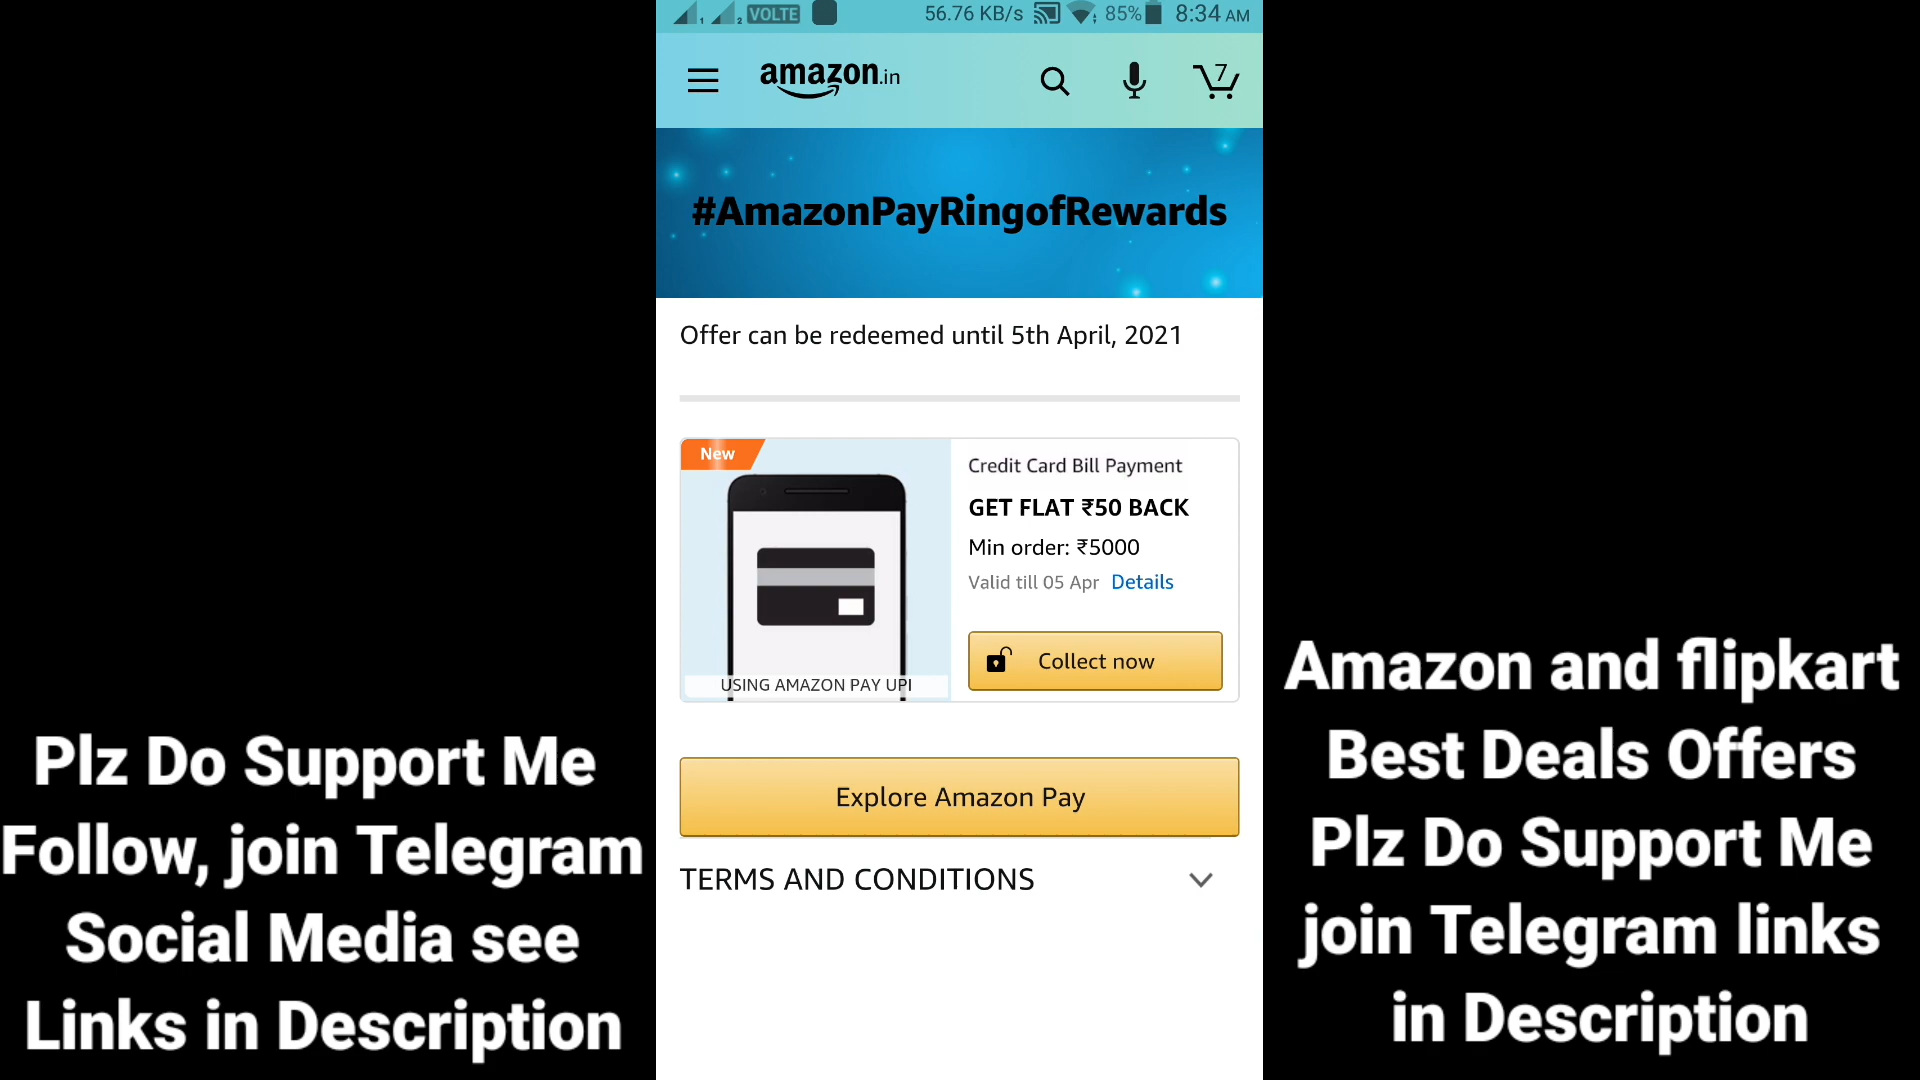 1 2 VOLTE 56.76 KB/s 85% 8:34 AM
amazon.in 7
#AmazonPayRingofRewards
Offer can be redeemed until 5th April, 2021
New
Credit Card Bill Payment
GET FLAT ₹50 BACK
Min order: ₹5000
Valid till 05 Apr Details
Collect now
USING AMAZON PAY UPI
Explore Amazon Pay
TERMS AND CONDITIONS
Plz Do Support Me
Follow, join Telegram
Social Media see
Links in Description
Amazon and flipkart
Best Deals Offers
Plz Do Support Me
join Telegram links
in Description